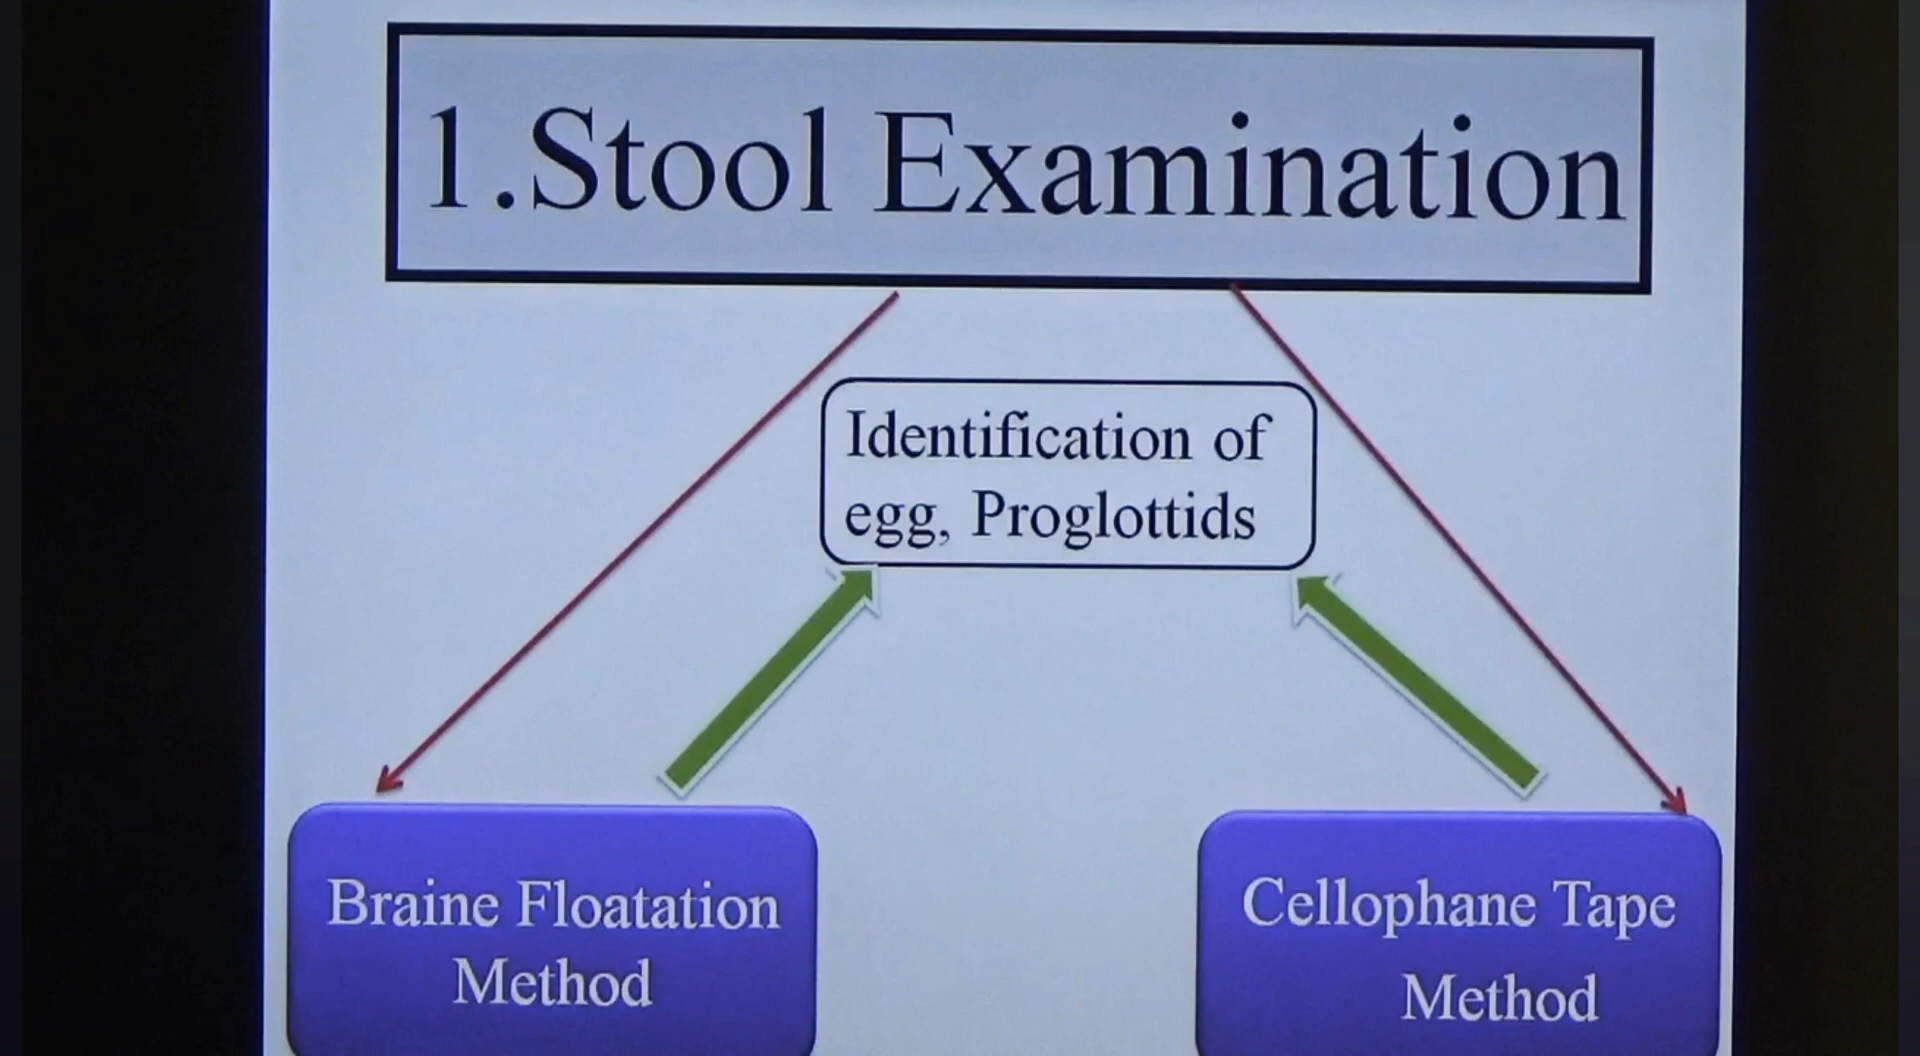 1.Stool Examination
Identification of
egg, Proglottids
Braine Floatation
Method
Cellophane Tape
Method